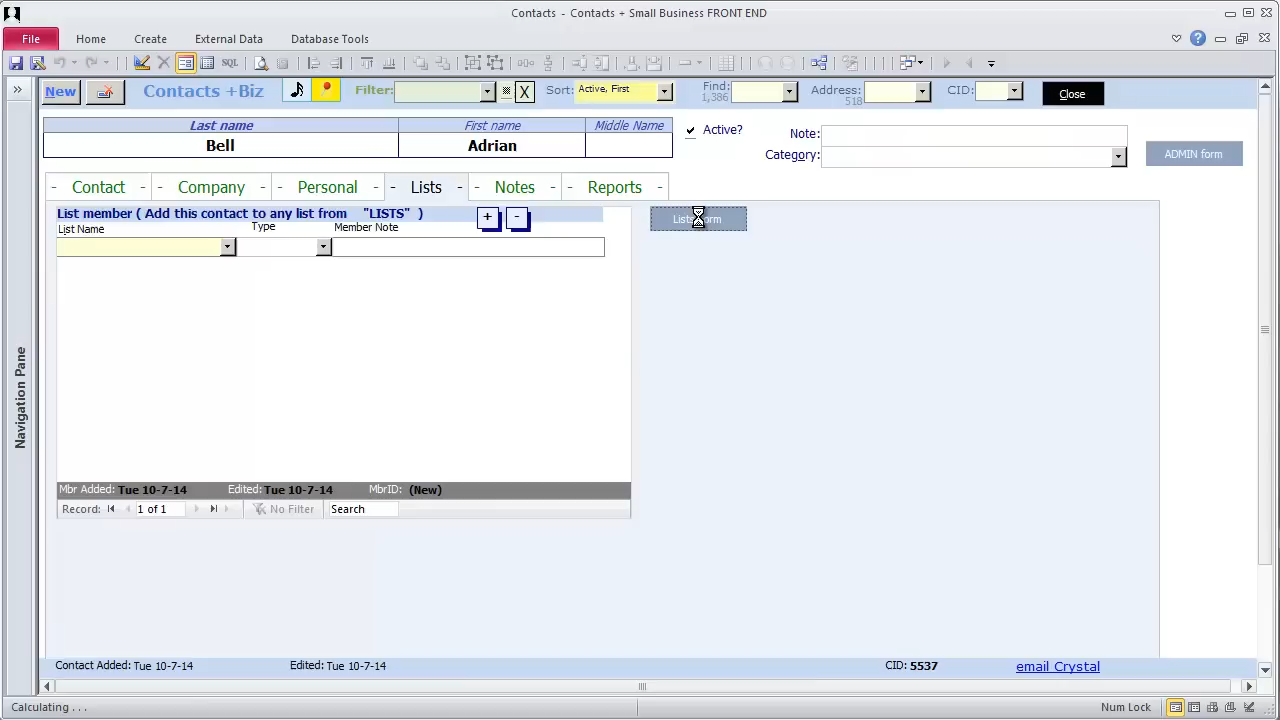 Contacts - Contacts + Small Business FRONT END
File Home Create External Data Database Tools
SQL
New Contacts +Biz Filter: X Sort: Active, First Find: 1,386 Address: 518 CID: Close
Last name First name Middle Name Active? Note:
Bell Adrian Category: ADMIN form
- Contact - - Company - - Personal - - Lists - - Notes - - Reports -
List member ( Add this contact to any list from "LISTS" ) + - Lists
List Name Type Member Note
Navigation Pane
Mbr Added: Tue 10-7-14 Edited: Tue 10-7-14 MbrID: (New)
Record: 1 of 1 No Filter Search
Contact Added: Tue 10-7-14 Edited: Tue 10-7-14 CID: 5537 email Crystal
Calculating . . . Num Lock